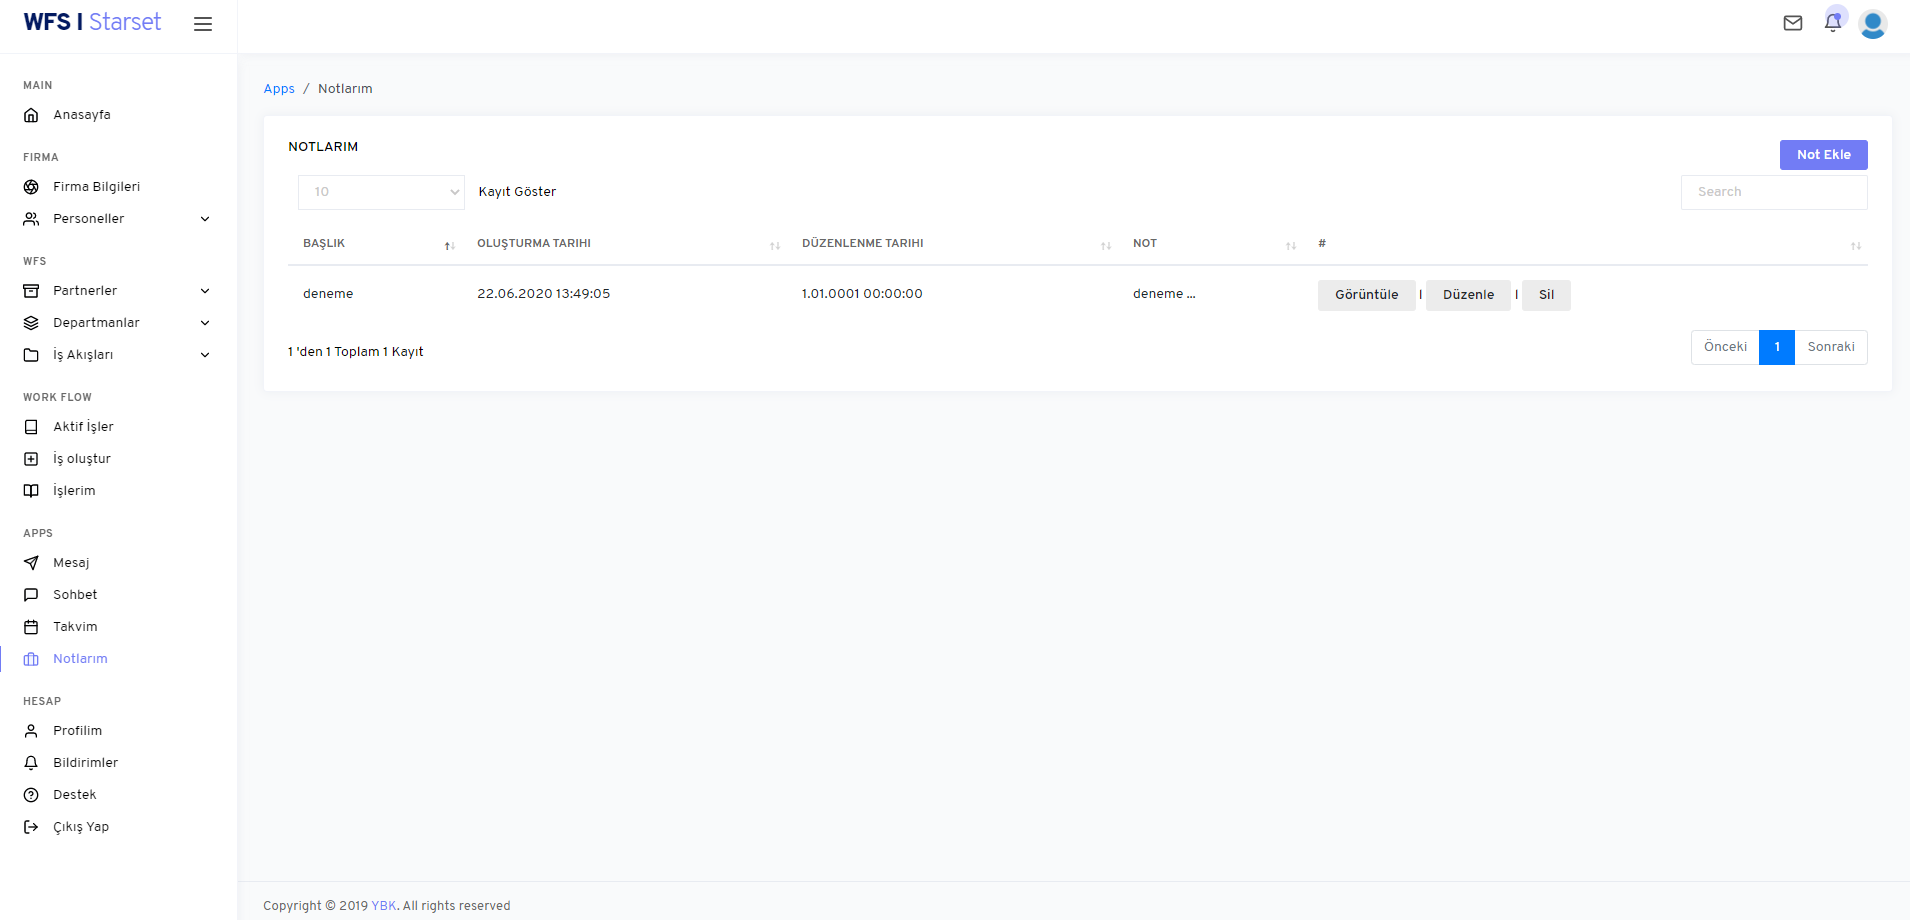 WFS | Starset
MAIN
Anasayfa
FIRMA
Firma Bilgileri
Personeller
WFS
Partnerler
Departmanlar
İş Akışları
WORK FLOW
Aktif İşler
İş oluştur
İşlerim
APPS
Mesaj
Sohbet
Takvim
Notlarım
HESAP
Profilim
Bildirimler
Destek
Çıkış Yap
Apps / Notlarım
NOTLARIM
Not Ekle
10 Kayıt Göster
Search
BAŞLIK OLUŞTURMA TARIHI DÜZENLENME TARIHI NOT #
deneme 22.06.2020 13:49:05 1.01.0001 00:00:00 deneme ... Görüntüle | Düzenle | Sil
1 'den 1 Toplam 1 Kayıt
Önceki 1 Sonraki
Copyright © 2019 YBK. All rights reserved